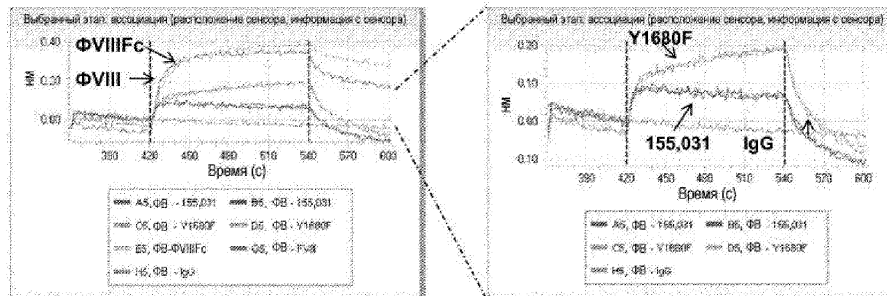 Выбранный этап: ассоциация (расположение сенсора, информация с сенсора)
0.40
ФVIIIFc
ФVIII
0.20
0.00
нм
390 420 450 480 510 540 570 600
Время (с)
A5, ФВ - 155,031 B5, ФВ - 155,031
C5, ФВ - Y1680F D5, ФВ - Y1680F
E5, ФВ-ФVIIIFc G5, ФВ - FVIII
H5, ФВ - IgG
Выбранный этап: ассоциация (расположение сенсора, информация с сенсора)
0.20
Y1680F
0.10
0.00
-0.10
нм
155,031 IgG
390 420 450 480 510 540 570 600
Время (с)
A5, ФВ - 155,031 B5, ФВ - 155,031
C5, ФВ - Y1680F D5, ФВ - Y1680F
H5, ФВ - IgG